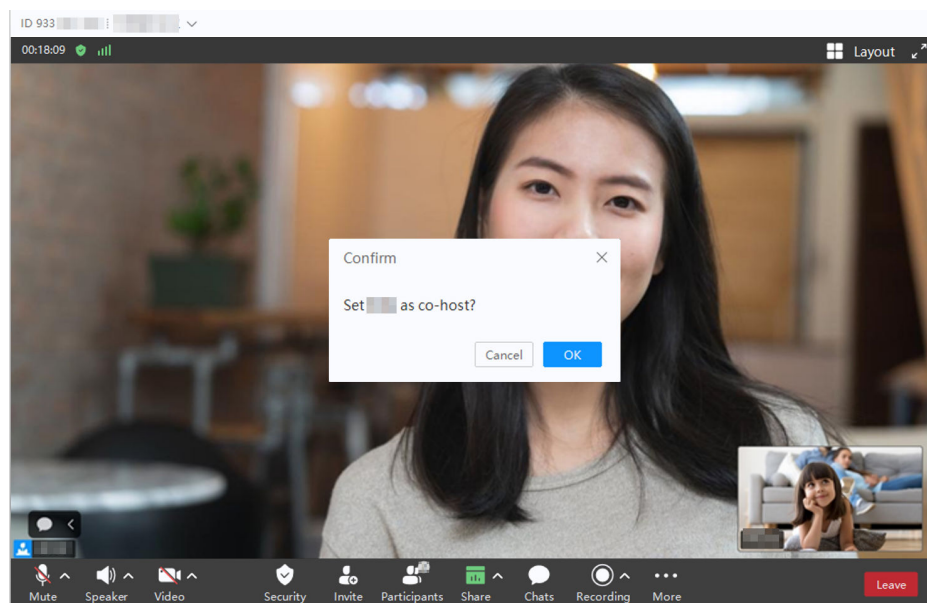 ID 933
00:18:09
Layout
Confirm
Set as co-host?
Cancel OK
Mute Speaker Video Security Invite Participants Share Chats Recording More Leave